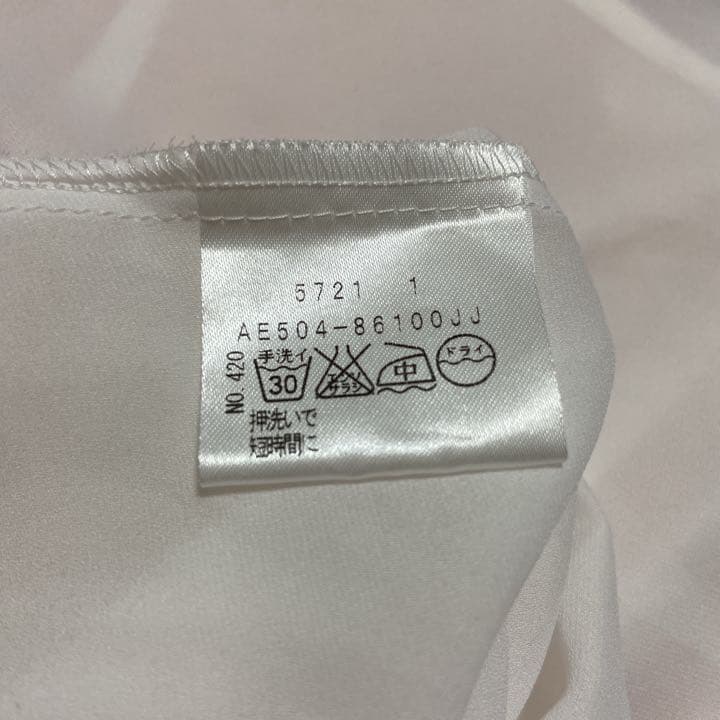 5721 1
AE504-86100JJ
NO.420
手洗イ
30
エンソ
サラシ
中
ドライ
押洗いで
短時間に